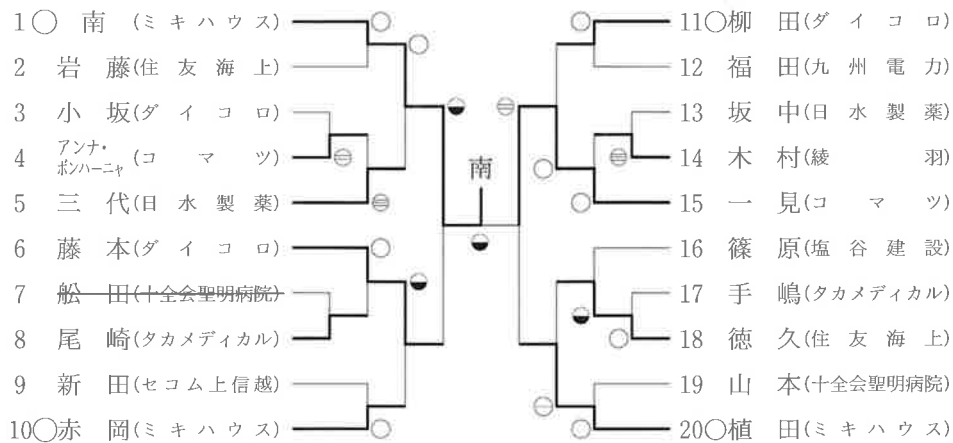 1○ 南 (ミキハウス)
2 岩藤 (住友海上)
3 小坂 (ダイコロ)
4 アンナ・ボンハーニャ (コマツ)
5 三代 (日水製薬)
6 藤本 (ダイコロ)
7 舩田 (十全会聖明病院)
8 尾崎 (タカメディカル)
9 新田 (セコム上信越)
10○赤岡 (ミキハウス)
南
11○柳田 (ダイコロ)
12 福田 (九州電力)
13 坂中 (日水製薬)
14 木村 (綾羽)
15 一見 (コマツ)
16 篠原 (塩谷建設)
17 手嶋 (タカメディカル)
18 徳久 (住友海上)
19 山本 (十全会聖明病院)
20○植田 (ミキハウス)